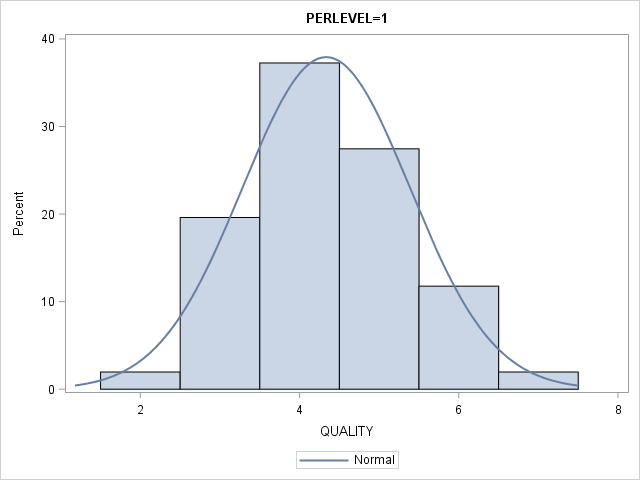 PERLEVEL=1
40
30
20
10
0
Percent
2 4 6 8
QUALITY
Normal